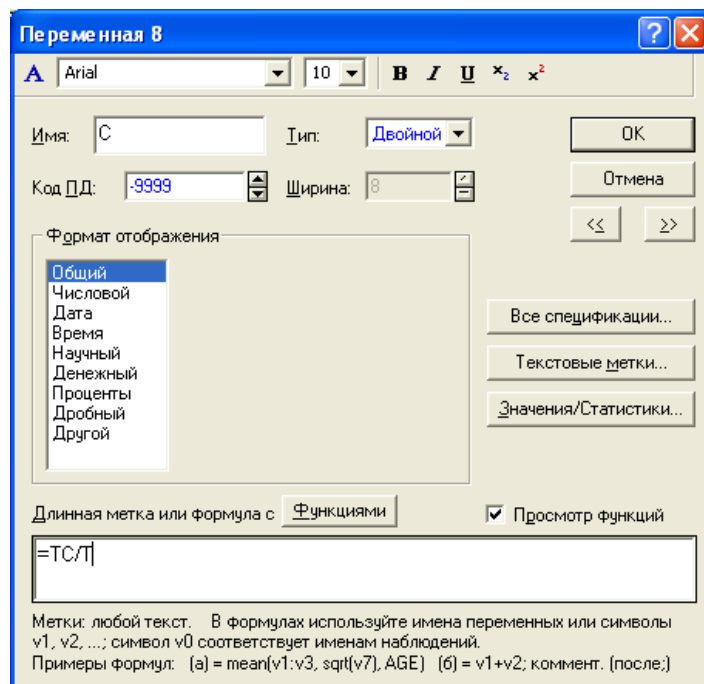 Переменная 8
A Arial 10 B I U x₂ x²
Имя: C Тип: Двойной OK
Код ПД: -9999 Ширина: 8 Отмена
<< >>
Формат отображения
Общий
Числовой
Дата
Время
Научный
Денежный
Проценты
Дробный
Другой
Все спецификации...
Текстовые метки...
Значения/Статистики...
Длинная метка или формула с Функциями Просмотр функций
=TC/T
Метки: любой текст. В формулах используйте имена переменных или символы
v1, v2, ...; символ v0 соответствует именам наблюдений.
Примеры формул: (а) = mean(v1:v3, sqrt(v7), AGE) (б) = v1+v2; коммент. (после;)